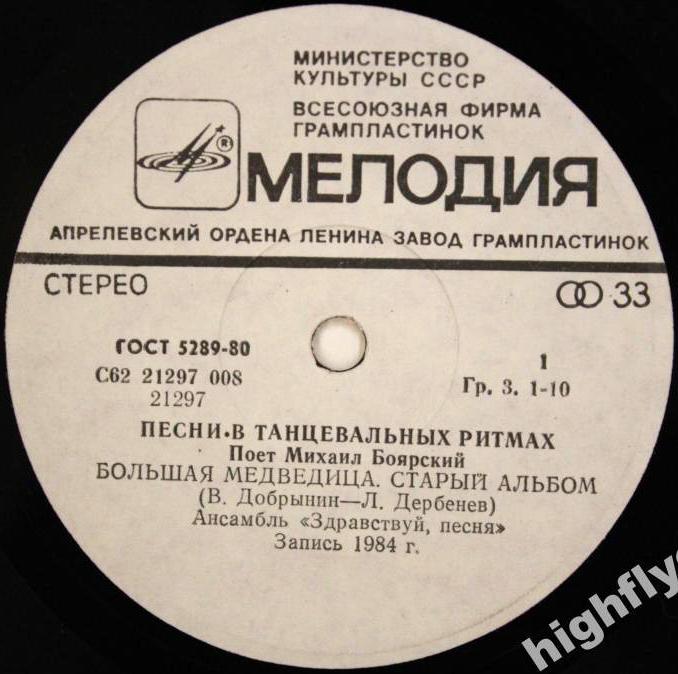 МИНИСТЕРСТВО
КУЛЬТУРЫ СССР
ВСЕСОЮЗНАЯ ФИРМА
ГРАМПЛАСТИНОК
®
МЕЛОДИЯ
АПРЕЛЕВСКИЙ ОРДЕНА ЛЕНИНА ЗАВОД ГРАМПЛАСТИНОК
СТЕРЕО
33
ГОСТ 5289-80
С62 21297 008
21297
1
Гр. 3. 1-10
ПЕСНИ В ТАНЦЕВАЛЬНЫХ РИТМАХ
Поет Михаил Боярский
БОЛЬШАЯ МЕДВЕДИЦА. СТАРЫЙ АЛЬБОМ
(В. Добрынин—Л. Дербенев)
Ансамбль «Здравствуй, песня»
Запись 1984 г.
highfly